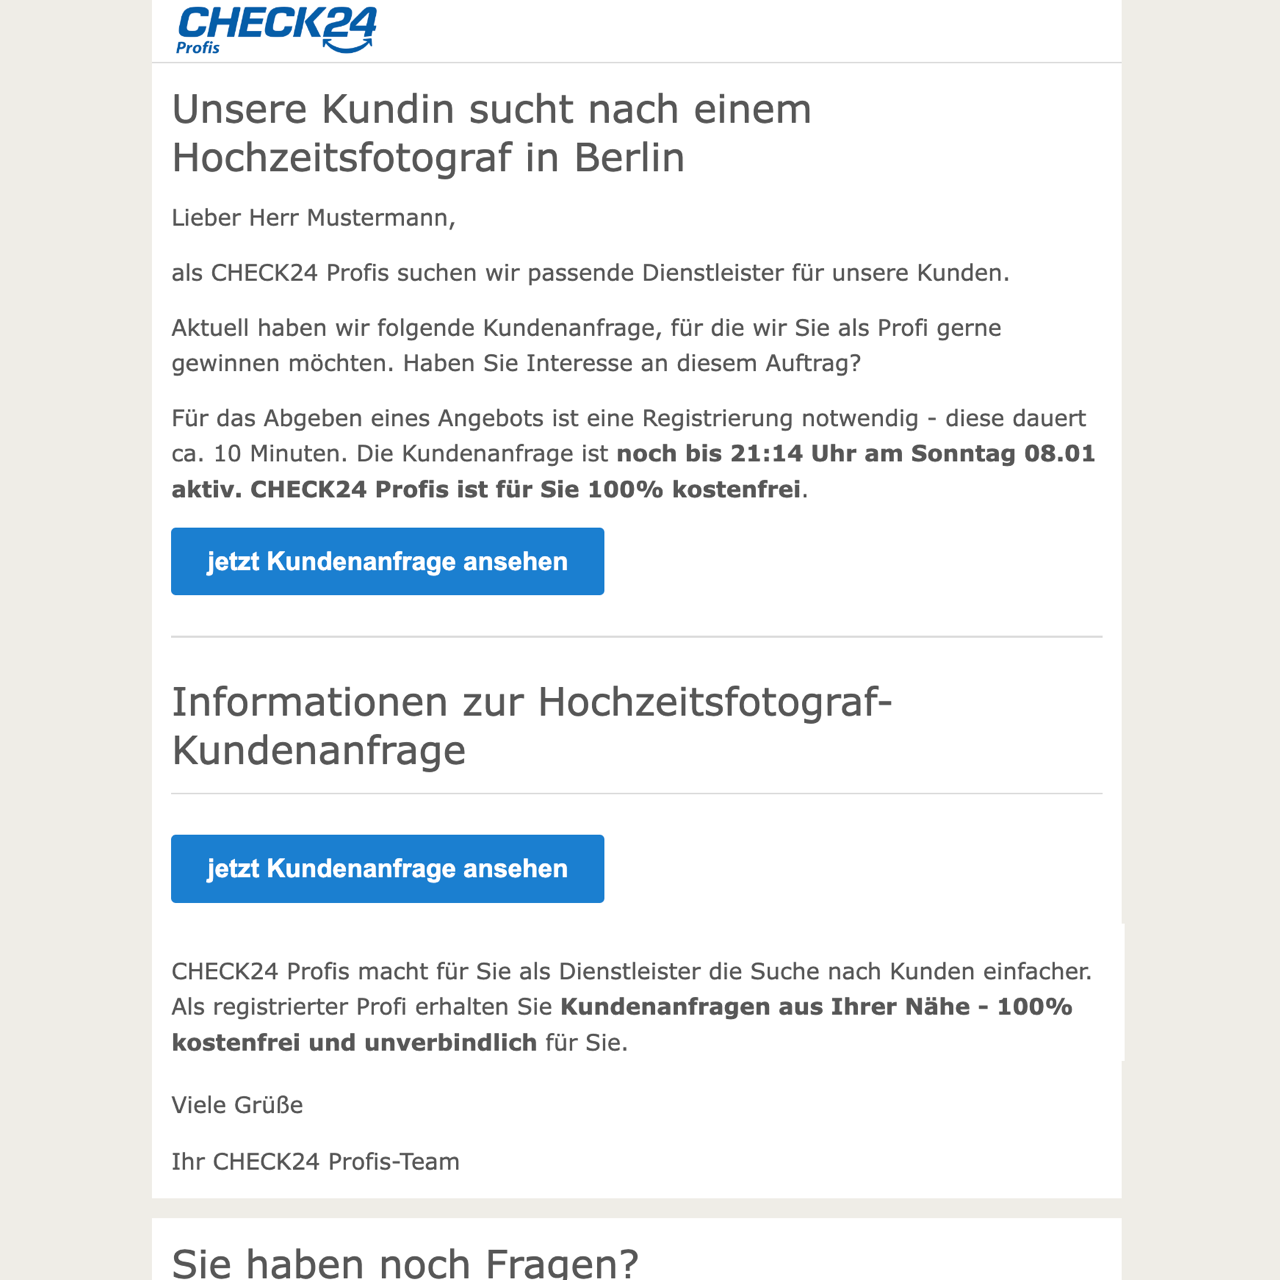 CHECK24
Profis
Unsere Kundin sucht nach einem
Hochzeitsfotograf in Berlin
Lieber Herr Mustermann,
als CHECK24 Profis suchen wir passende Dienstleister für unsere Kunden.
Aktuell haben wir folgende Kundenanfrage, für die wir Sie als Profi gerne
gewinnen möchten. Haben Sie Interesse an diesem Auftrag?
Für das Abgeben eines Angebots ist eine Registrierung notwendig - diese dauert
ca. 10 Minuten. Die Kundenanfrage ist noch bis 21:14 Uhr am Sonntag 08.01
aktiv. CHECK24 Profis ist für Sie 100% kostenfrei.
jetzt Kundenanfrage ansehen
Informationen zur Hochzeitsfotograf-
Kundenanfrage
jetzt Kundenanfrage ansehen
CHECK24 Profis macht für Sie als Dienstleister die Suche nach Kunden einfacher.
Als registrierter Profi erhalten Sie Kundenanfragen aus Ihrer Nähe - 100%
kostenfrei und unverbindlich für Sie.
Viele Grüße
Ihr CHECK24 Profis-Team
Sie haben noch Fragen?